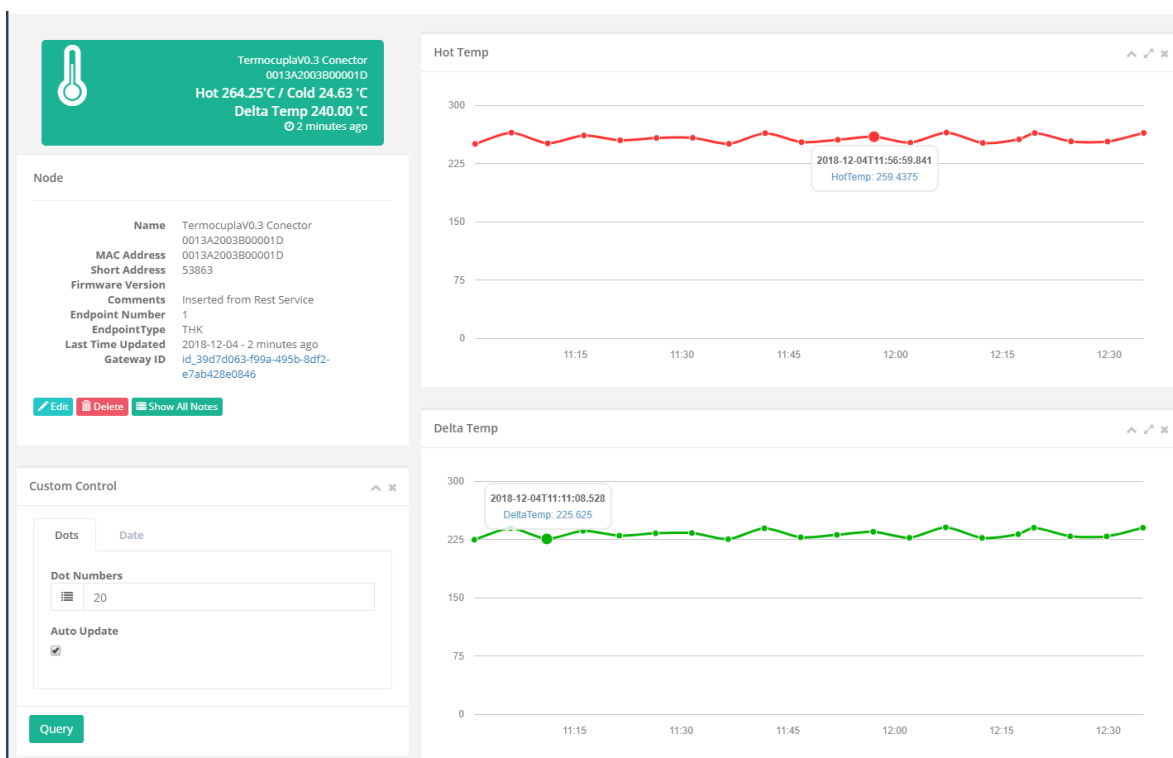 TermocuplaV0.3 Conector
0013A2003B00001D
Hot 264.25'C / Cold 24.63 'C
Delta Temp 240.00 'C
2 minutes ago
Node
Name TermocuplaV0.3 Conector
0013A2003B00001D
MAC Address 0013A2003B00001D
Short Address 53863
Firmware Version
Comments Inserted from Rest Service
Endpoint Number 1
EndpointType THK
Last Time Updated 2018-12-04 - 2 minutes ago
Gateway ID id_39d7d063-f99a-495b-8df2-
e7ab428e0846
Edit Delete Show All Notes
Custom Control
Dots Date
Dot Numbers
20
Auto Update
Query
Hot Temp
300
225
150
75
0
2018-12-04T11:56:59.841
HotTemp: 259.4375
11:15 11:30 11:45 12:00 12:15 12:30
Delta Temp
300
2018-12-04T11:11:08.528
DeltaTemp: 225.625
225
150
75
0
11:15 11:30 11:45 12:00 12:15 12:30